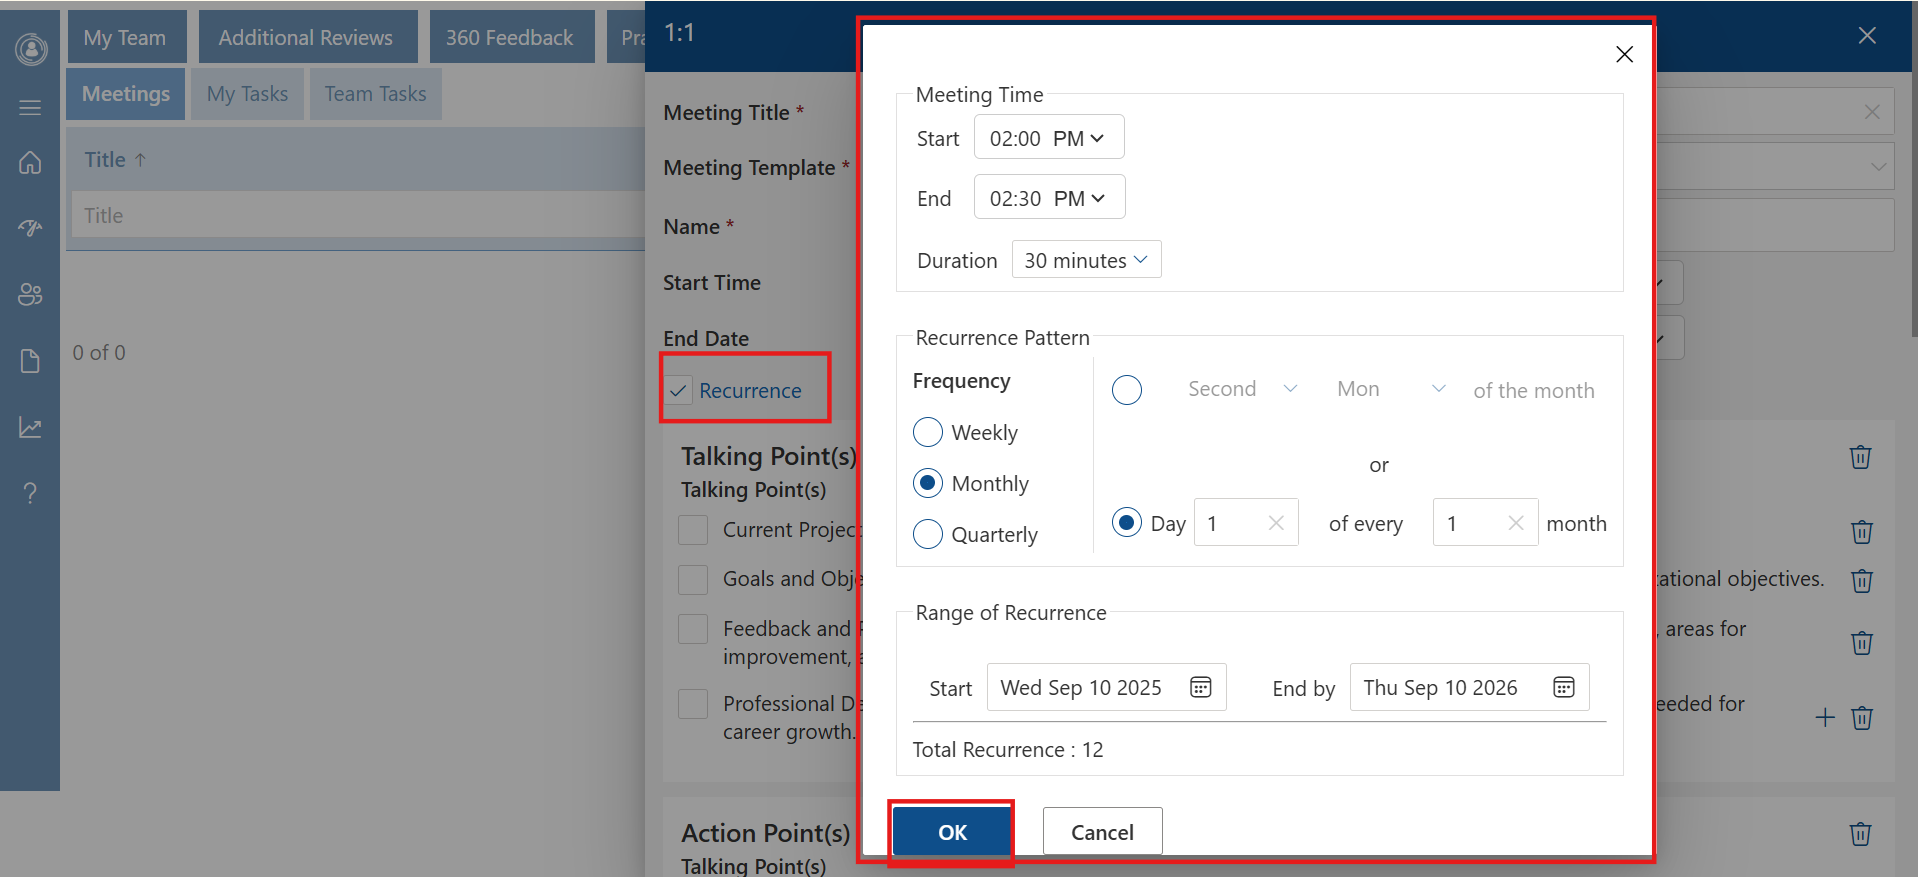 My Team
Additional Reviews
360 Feedback
Pra
1:1
Meetings
My Tasks
Team Tasks
Title ↑
Title
0 of 0
Meeting Title *
Meeting Template *
Name *
Start Time
End Date
Recurrence
Talking Point(s)
Talking Point(s)
Current Projec
Goals and Obje
ational objectives.
Feedback and
, areas for
improvement,
Professional De
eeded for
career growth.
Action Point(s)
Talking Point(s)
Meeting Time
Start 02:00 PM
End 02:30 PM
Duration 30 minutes
Recurrence Pattern
Frequency
Weekly
Monthly
Quarterly
Second Mon of the month
or
Day 1 of every 1 month
Range of Recurrence
Start Wed Sep 10 2025 End by Thu Sep 10 2026
Total Recurrence : 12
OK Cancel